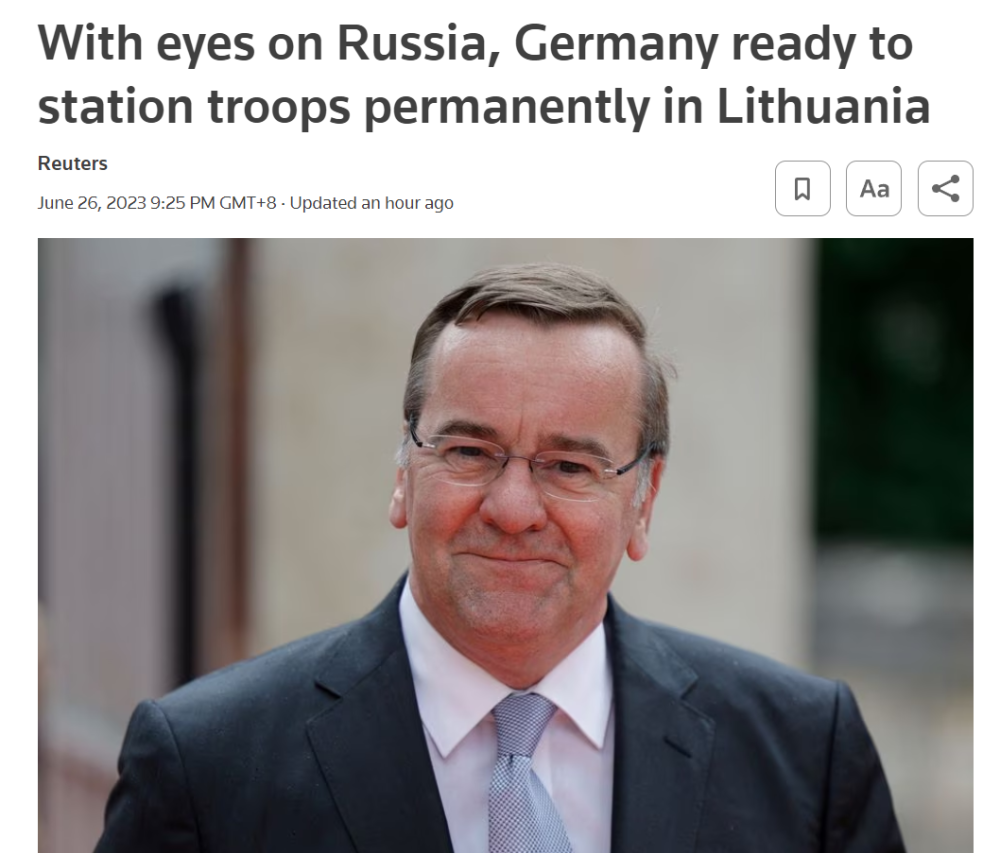 With eyes on Russia, Germany ready to
station troops permanently in Lithuania
Reuters
June 26, 2023 9:25 PM GMT+8 · Updated an hour ago
Aa